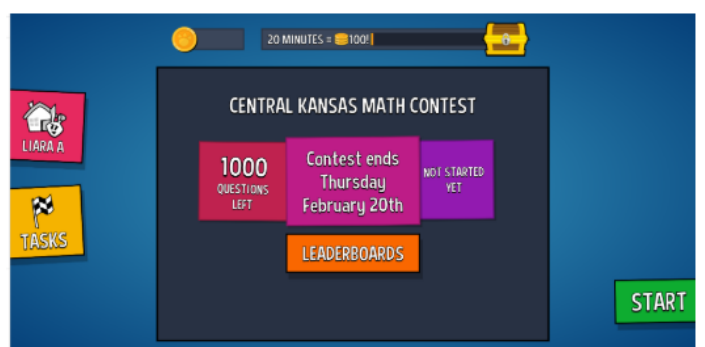 20 MINUTES = 100!
CENTRAL KANSAS MATH CONTEST
LIARA A
1000
QUESTIONS
LEFT
Contest ends
Thursday
February 20th
NOT STARTED
YET
TASKS
LEADERBOARDS
START